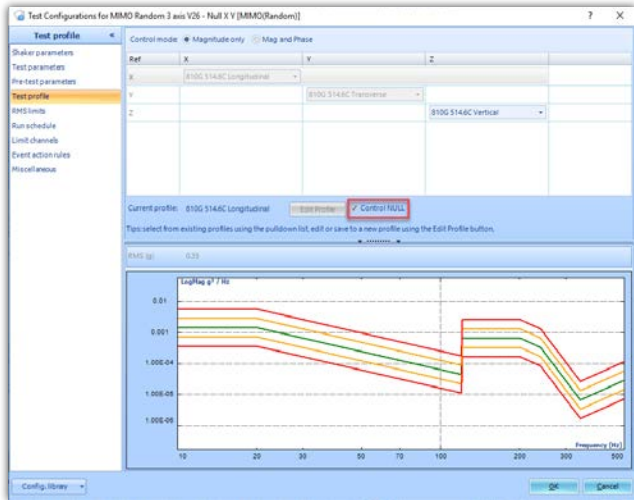 Test Configurations for MIMO Random 3 axis V26 - Null X Y [MIMO(Random)] ? X
Test profile «
Shaker parameters
Test parameters
Pre-test parameters
Test profile
RMS limits
Run schedule
Limit channels
Event action rules
Miscellaneous
Control mode: Magnitude only Mag and Phase
Ref X Y Z
X 810G 514.6C Longitudinal
Y 810G 514.6C Transverse
Z 810G 514.6C Vertical
Current profile: 810G 514.6C Longitudinal Edit Profile ✓ Control NULL
Tips: select from existing profiles using the pulldown list, edit or save to a new profile using the Edit Profile button.
RMS (g) 0.39
LogMag g² / Hz
0.01
0.001
1.00E-04
1.00E-05
1.00E-06
10 20 30 50 70 100 200 300 500
Frequency (Hz)
Config. library OK Cancel